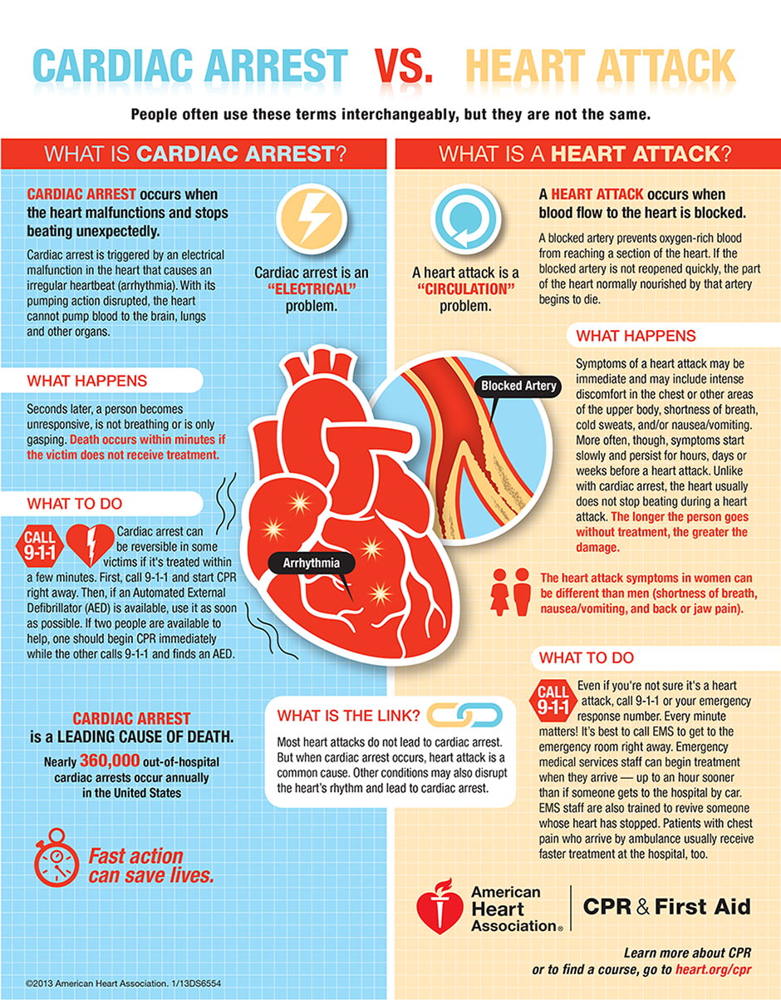 CARDIAC ARREST VS. HEART ATTACK
People often use these terms interchangeably, but they are not the same.
WHAT IS CARDIAC ARREST?
CARDIAC ARREST occurs when
the heart malfunctions and stops
beating unexpectedly.
Cardiac arrest is triggered by an electrical
malfunction in the heart that causes an
irregular heartbeat (arrhythmia). With its
pumping action disrupted, the heart
cannot pump blood to the brain, lungs
and other organs.
Cardiac arrest is an
“ELECTRICAL”
problem.
WHAT HAPPENS
Seconds later, a person becomes
unresponsive, is not breathing or is only
gasping. Death occurs within minutes if
the victim does not receive treatment.
WHAT TO DO
CALL
9-1-1
Cardiac arrest can
be reversible in some
victims if it's treated within
a few minutes. First, call 9-1-1 and start CPR
right away. Then, if an Automated External
Defibrillator (AED) is available, use it as soon
as possible. If two people are available to
help, one should begin CPR immediately
while the other calls 9-1-1 and finds an AED.
CARDIAC ARREST
is a LEADING CAUSE OF DEATH.
Nearly 360,000 out-of-hospital
cardiac arrests occur annually
in the United States
Fast action
can save lives.
Arrhythmia
Blocked Artery
WHAT IS THE LINK?
Most heart attacks do not lead to cardiac arrest.
But when cardiac arrest occurs, heart attack is a
common cause. Other conditions may also disrupt
the heart's rhythm and lead to cardiac arrest.
WHAT IS A HEART ATTACK?
A heart attack is a
“CIRCULATION”
problem.
A HEART ATTACK occurs when
blood flow to the heart is blocked.
A blocked artery prevents oxygen-rich blood
from reaching a section of the heart. If the
blocked artery is not reopened quickly, the part
of the heart normally nourished by that artery
begins to die.
WHAT HAPPENS
Symptoms of a heart attack may be
immediate and may include intense
discomfort in the chest or other areas
of the upper body, shortness of breath,
cold sweats, and/or nausea/vomiting.
More often, though, symptoms start
slowly and persist for hours, days or
weeks before a heart attack. Unlike
with cardiac arrest, the heart usually
does not stop beating during a heart
attack. The longer the person goes
without treatment, the greater the
damage.
The heart attack symptoms in women can
be different than men (shortness of breath,
nausea/vomiting, and back or jaw pain).
WHAT TO DO
CALL
9-1-1
Even if you're not sure it's a heart
attack, call 9-1-1 or your emergency
response number. Every minute
matters! It's best to call EMS to get to the
emergency room right away. Emergency
medical services staff can begin treatment
when they arrive — up to an hour sooner
than if someone gets to the hospital by car.
EMS staff are also trained to revive someone
whose heart has stopped. Patients with chest
pain who arrive by ambulance usually receive
faster treatment at the hospital, too.
American
Heart
Association®
CPR & First Aid
Learn more about CPR
or to find a course, go to heart.org/cpr
©2013 American Heart Association. 1/13DS6554